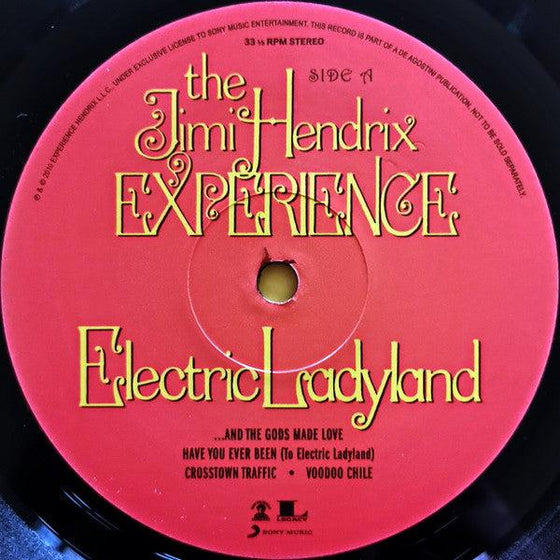 ℗ & © 2010 EXPERIENCE HENDRIX L.L.C. UNDER EXCLUSIVE LICENSE TO SONY MUSIC ENTERTAINMENT. THIS RECORD IS PART OF A DE AGOSTINI PUBLICATION. NOT TO BE SOLD SEPARATELY.
33 ⅓ RPM STEREO
SIDE A
the
Jimi Hendrix
EXPERIENCE
Electric Ladyland
...AND THE GODS MADE LOVE
HAVE YOU EVER BEEN (To Electric Ladyland)
CROSSTOWN TRAFFIC • VOODOO CHILE
LEGACY
SONY MUSIC